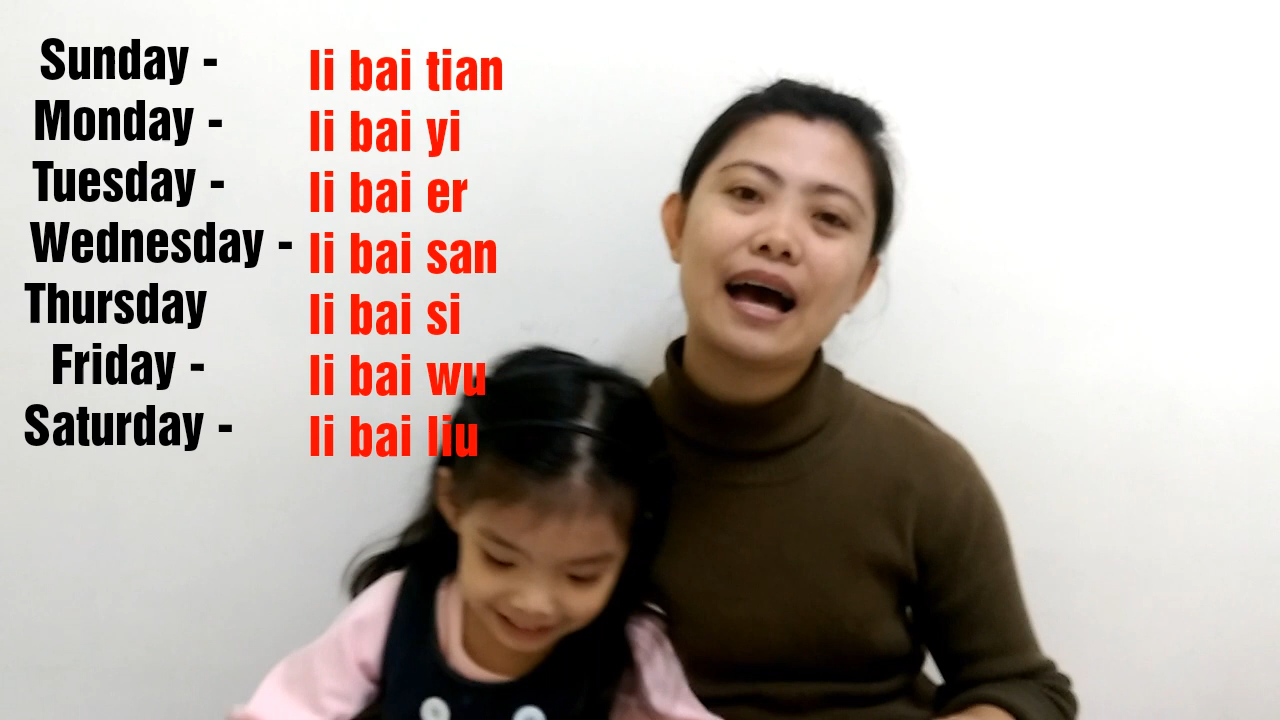 Sunday - li bai tian
Monday - li bai yi
Tuesday - li bai er
Wednesday - li bai san
Thursday li bai si
Friday - li bai wu
Saturday - li bai liu